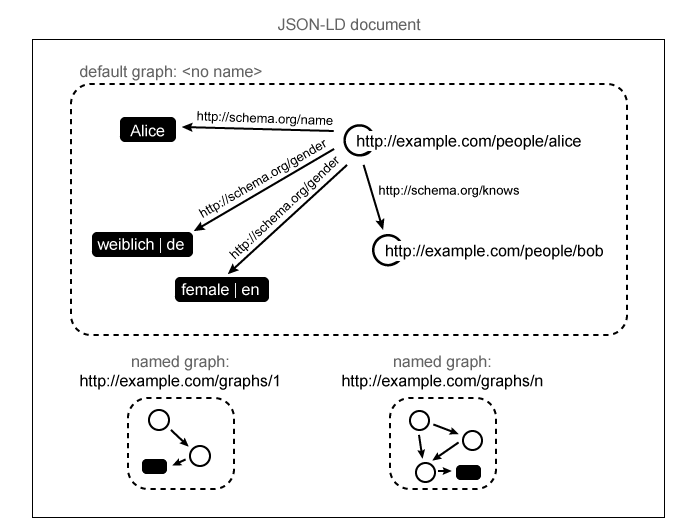 JSON-LD document
default graph: <no name>
Alice
http://schema.org/name
http://example.com/people/alice
http://schema.org/gender
http://schema.org/gender
http://schema.org/knows
weiblich | de
http://example.com/people/bob
female | en
named graph:
http://example.com/graphs/1
named graph:
http://example.com/graphs/n